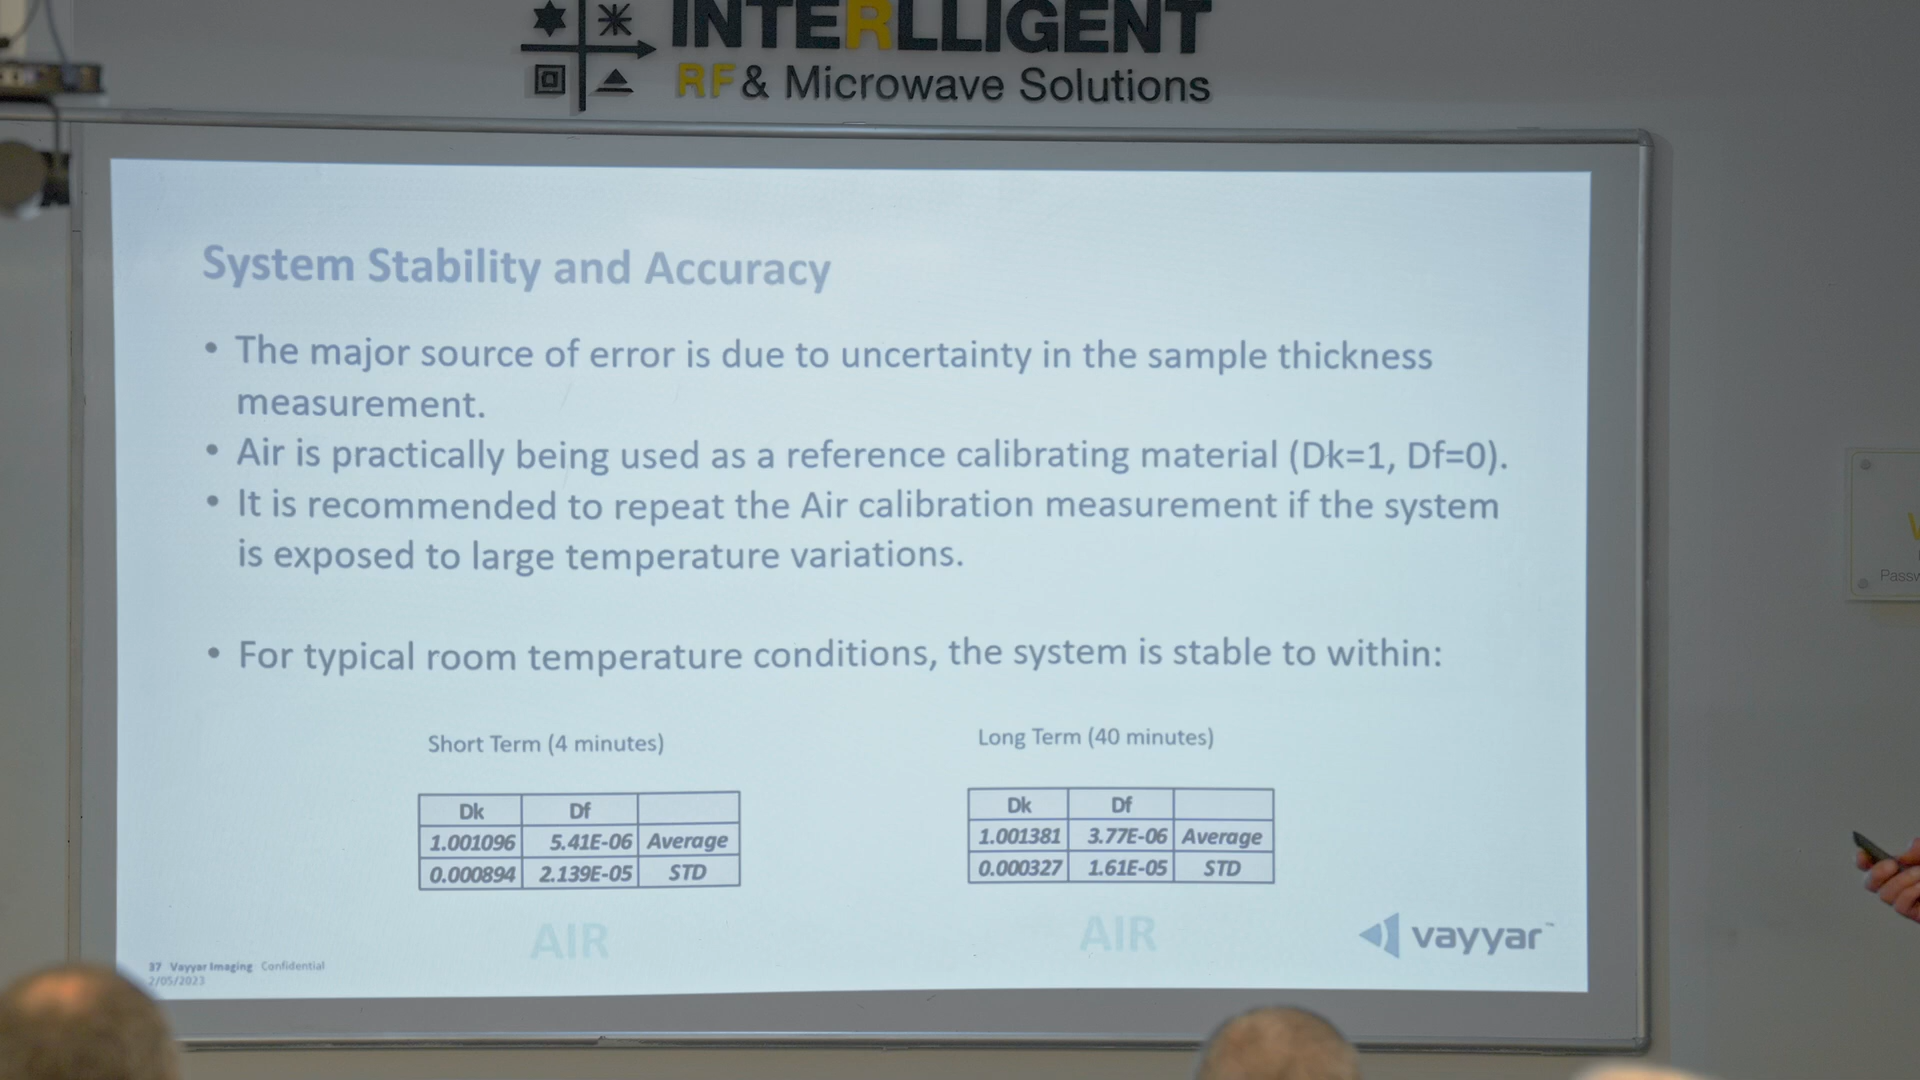 INTERLLIGENT
RF & Microwave Solutions
System Stability and Accuracy
• The major source of error is due to uncertainty in the sample thickness
measurement.
• Air is practically being used as a reference calibrating material (Dk=1, Df=0).
• It is recommended to repeat the Air calibration measurement if the system
is exposed to large temperature variations.
• For typical room temperature conditions, the system is stable to within:
Short Term (4 minutes)
Dk Df
1.001096 5.41E-06 Average
0.000894 2.139E-05 STD
AIR
Long Term (40 minutes)
Dk Df
1.001381 3.77E-06 Average
0.000327 1.61E-05 STD
AIR
vayyar™
37 Vayyar Imaging Confidential
2/05/2023